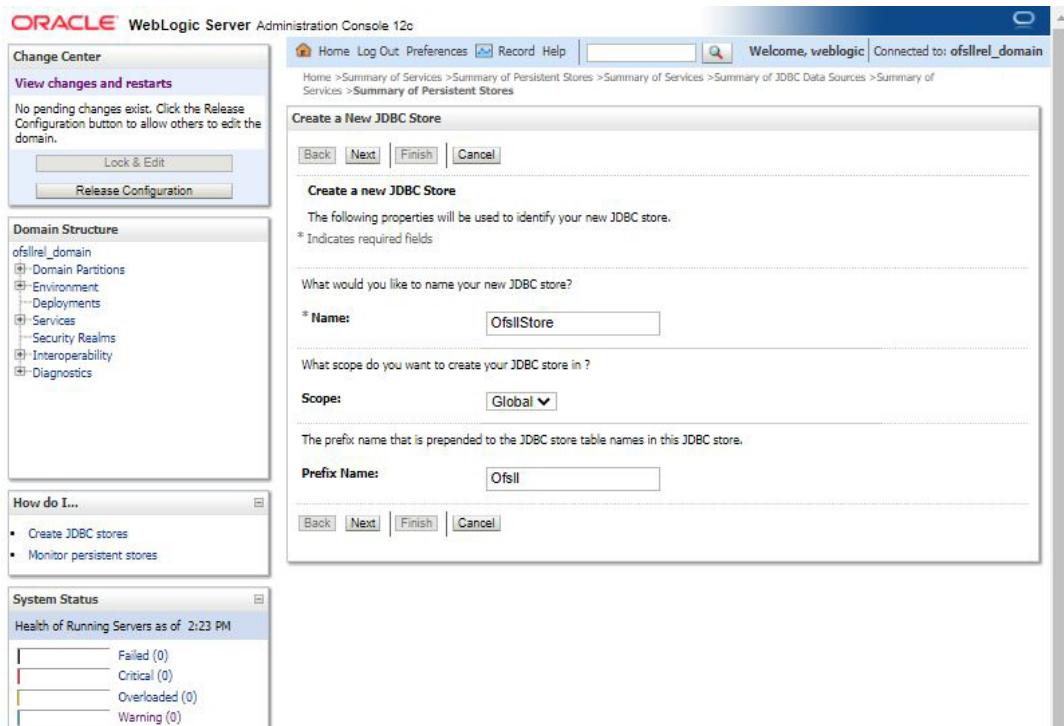 ORACLE WebLogic Server Administration Console 12c
Change Center
View changes and restarts
No pending changes exist. Click the Release
Configuration button to allow others to edit the
domain.
Lock & Edit
Release Configuration
Domain Structure
ofsllrel_domain
Domain Partitions
Environment
Deployments
Services
Security Realms
Interoperability
Diagnostics
How do I...
Create JDBC stores
Monitor persistent stores
System Status
Health of Running Servers as of 2:23 PM
Failed (0)
Critical (0)
Overloaded (0)
Warning (0)
Home Log Out Preferences Record Help
Welcome, weblogic Connected to: ofsllrel_domain
Home >Summary of Services >Summary of Persistent Stores >Summary of Services >Summary of JDBC Data Sources >Summary of
Services >Summary of Persistent Stores
Create a New JDBC Store
Back Next Finish Cancel
Create a new JDBC Store
The following properties will be used to identify your new JDBC store.
* Indicates required fields
What would you like to name your new JDBC store?
* Name: OfsllStore
What scope do you want to create your JDBC store in ?
Scope: Global
The prefix name that is prepended to the JDBC store table names in this JDBC store.
Prefix Name: Ofsll
Back Next Finish Cancel